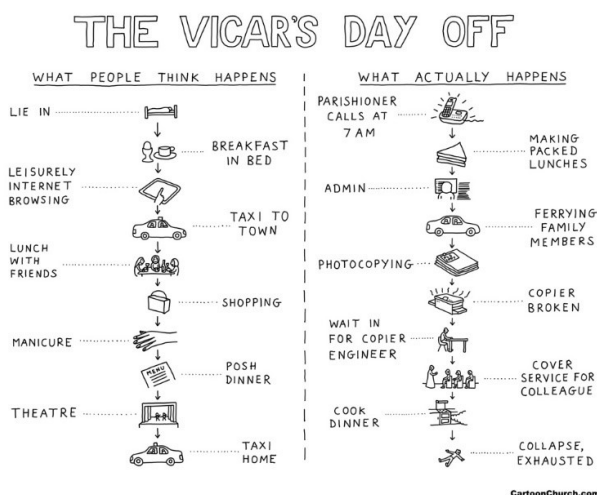 THE VICAR'S DAY OFF
WHAT PEOPLE THINK HAPPENS
LIE IN
BREAKFAST
IN BED
LEISURELY
INTERNET
BROWSING
TAXI TO
TOWN
LUNCH
WITH
FRIENDS
SHOPPING
MANICURE
MENU
POSH
DINNER
THEATRE
TAXI
HOME
WHAT ACTUALLY HAPPENS
PARISHIONER
CALLS AT
7 AM
MAKING
PACKED
LUNCHES
ADMIN
FERRYING
FAMILY
MEMBERS
PHOTOCOPYING
COPIER
BROKEN
WAIT IN
FOR COPIER
ENGINEER
COVER
SERVICE FOR
COLLEAGUE
COOK
DINNER
COLLAPSE,
EXHAUSTED
CartoonChurch.com